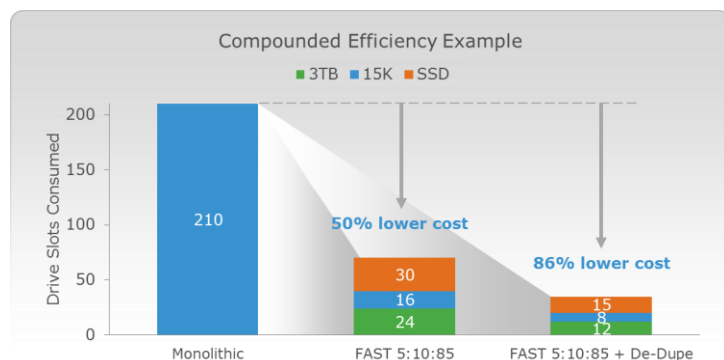 Compounded Efficiency Example
3TB 15K SSD
Drive Slots Consumed
200
150
100
50
0
210
50% lower cost
30
16
24
86% lower cost
15
8
12
Monolithic FAST 5:10:85 FAST 5:10:85 + De-Dupe